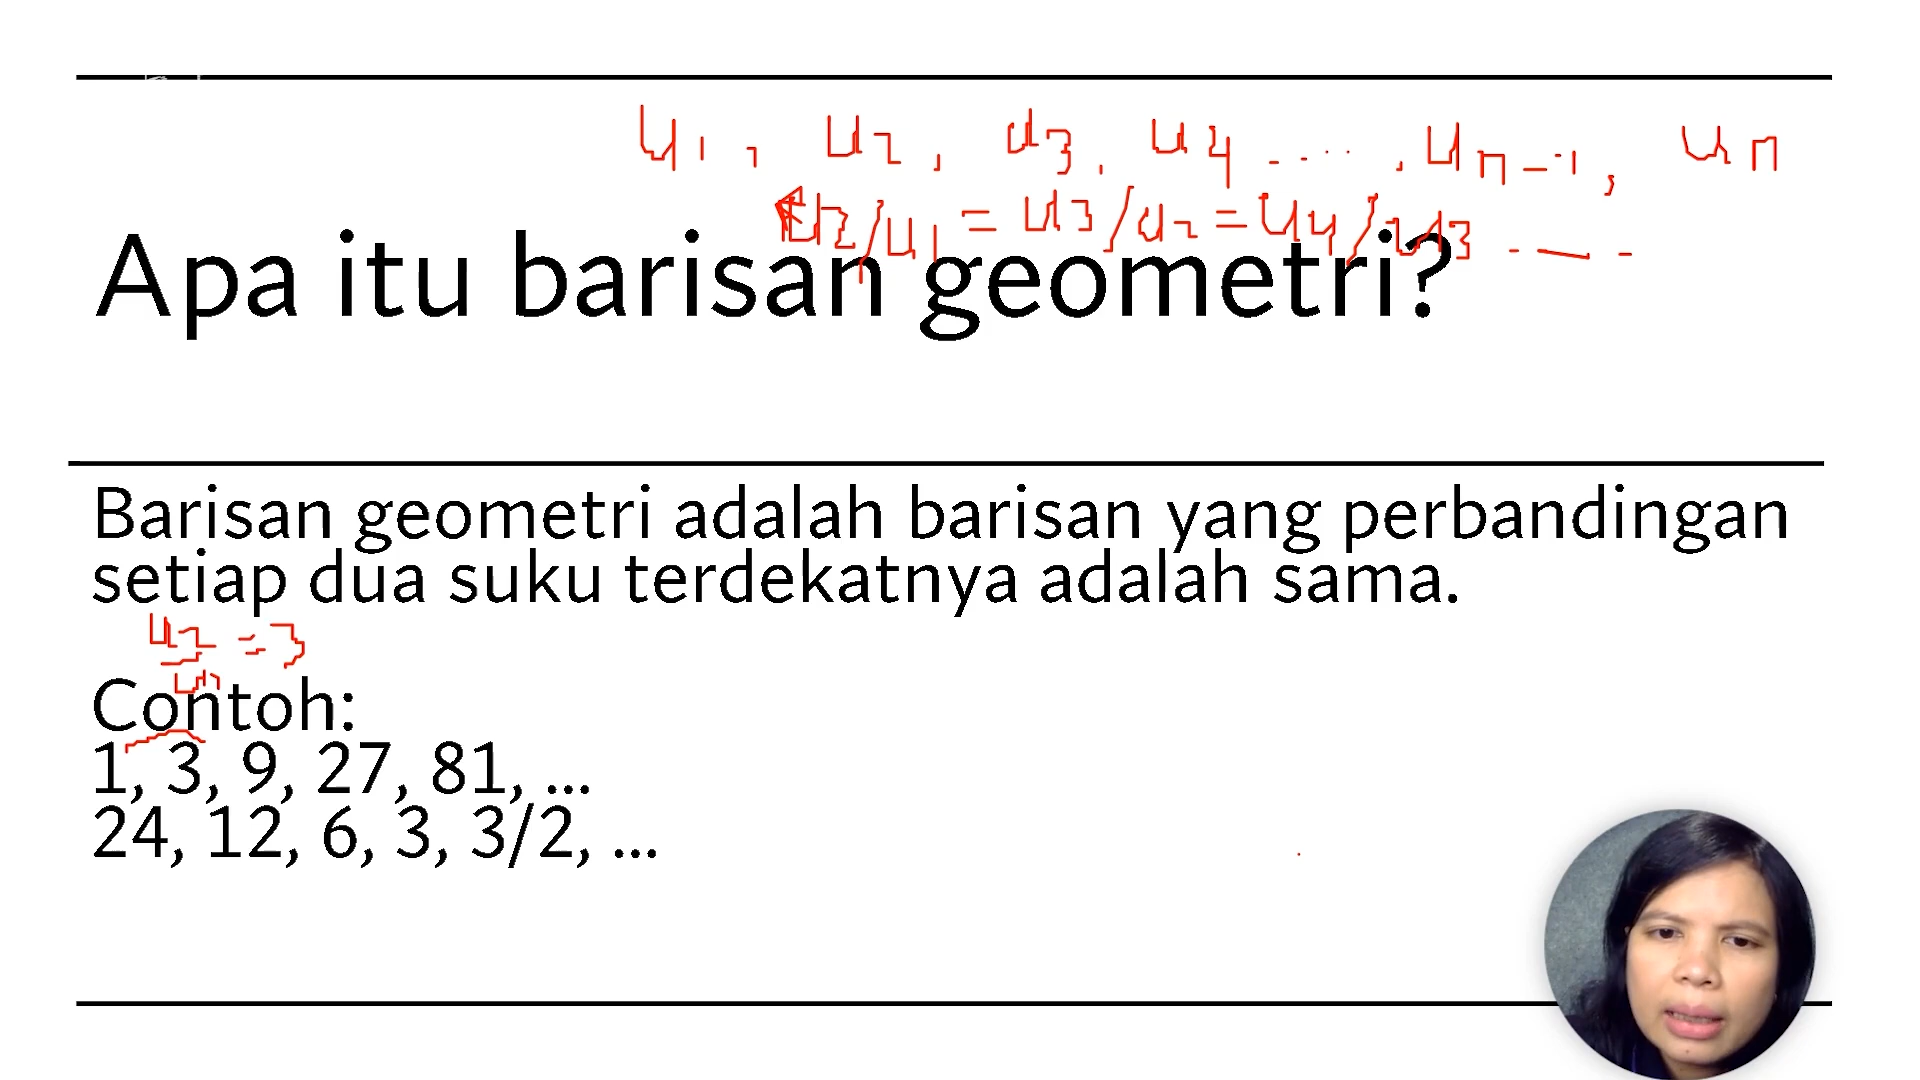 u1, u2, u3, u4 ....., un-1, un
u2/u1 = u3/u2 = u4/u3 . — -
Apa itu barisan geometri?
Barisan geometri adalah barisan yang perbandingan
setiap dua suku terdekatnya adalah sama.
u2 = 3
u1
Contoh:
1, 3, 9, 27, 81, ...
24, 12, 6, 3, 3/2, ...